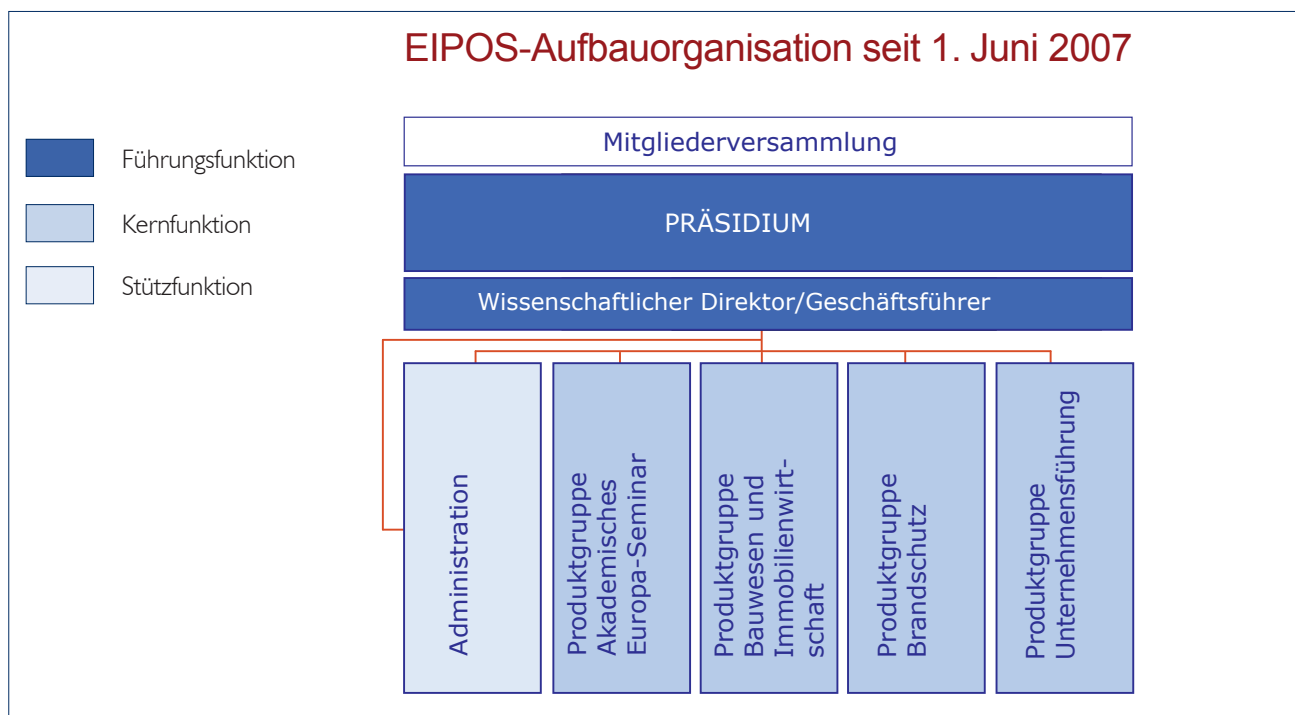 EIPOS-Aufbauorganisation seit 1. Juni 2007
Führungsfunktion
Kernfunktion
Stützfunktion
Mitgliederversammlung
PRÄSIDIUM
Wissenschaftlicher Direktor/Geschäftsführer
Administration
Produktgruppe
Akademisches
Europa-Seminar
Produktgruppe
Bauwesen und
Immobilienwirt-
schaft
Produktgruppe
Brandschutz
Produktgruppe
Unternehmensführung